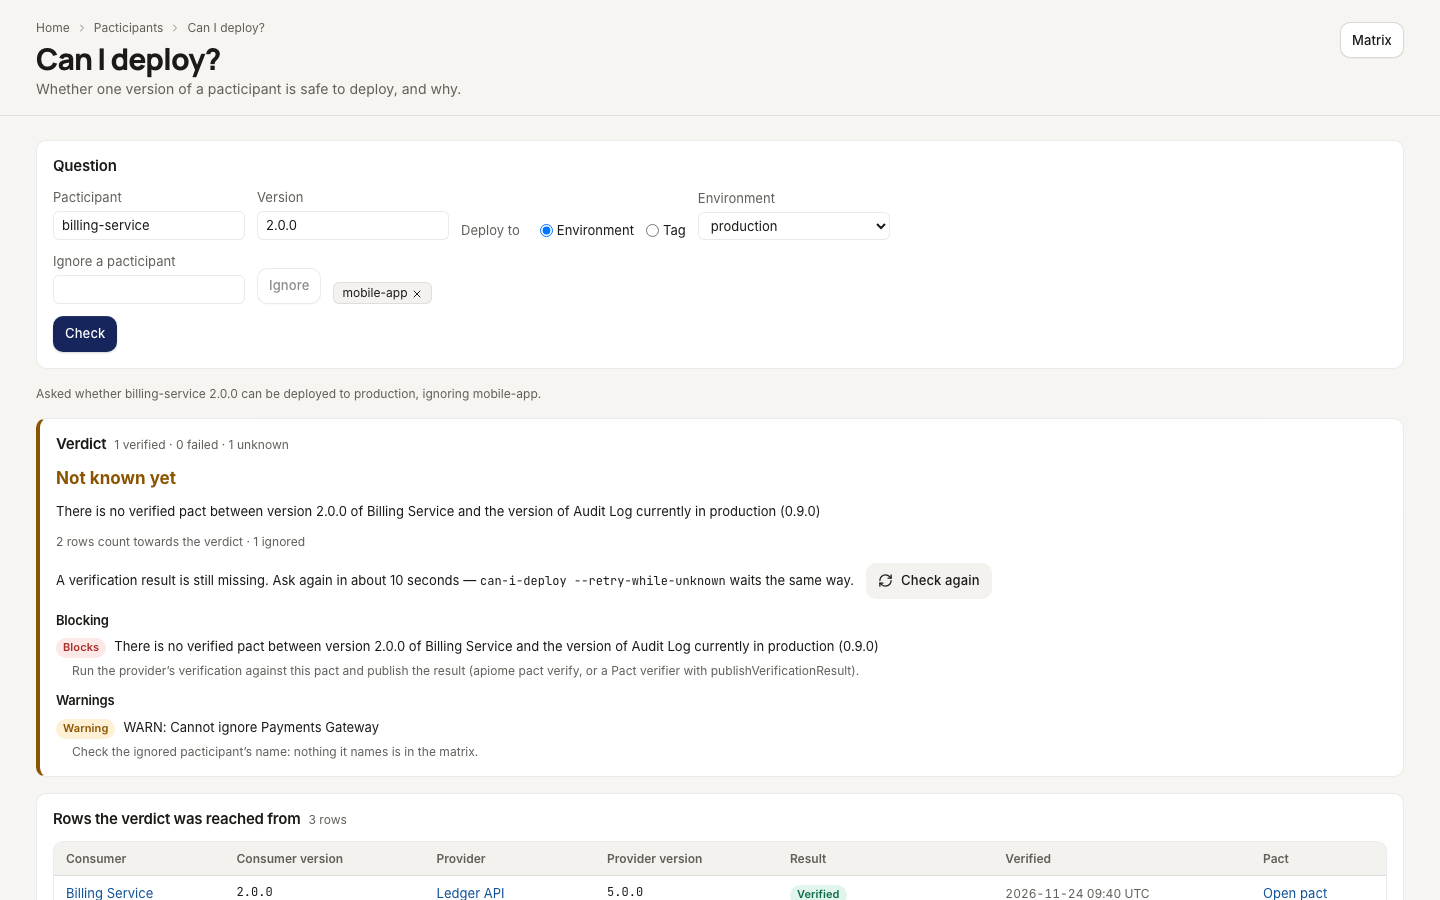 Home > Pacticipants > Can I deploy?
Can I deploy?
Whether one version of a pacticipant is safe to deploy, and why.
Matrix
Question
Pacticipant
Version
Environment
billing-service
2.0.0
Deploy to
Environment
Tag
production
Ignore a pacticipant
Ignore
mobile-app ×
Check
Asked whether billing-service 2.0.0 can be deployed to production, ignoring mobile-app.
Verdict 1 verified · 0 failed · 1 unknown
Not known yet
There is no verified pact between version 2.0.0 of Billing Service and the version of Audit Log currently in production (0.9.0)
2 rows count towards the verdict · 1 ignored
A verification result is still missing. Ask again in about 10 seconds — can-i-deploy --retry-while-unknown waits the same way.
Check again
Blocking
Blocks There is no verified pact between version 2.0.0 of Billing Service and the version of Audit Log currently in production (0.9.0)
Run the provider’s verification against this pact and publish the result (apiome pact verify, or a Pact verifier with publishVerificationResult).
Warnings
Warning WARN: Cannot ignore Payments Gateway
Check the ignored pacticipant’s name: nothing it names is in the matrix.
Rows the verdict was reached from 3 rows
Consumer Consumer version Provider Provider version Result Verified Pact
Billing Service 2.0.0 Ledger API 5.0.0 Verified 2026-11-24 09:40 UTC Open pact